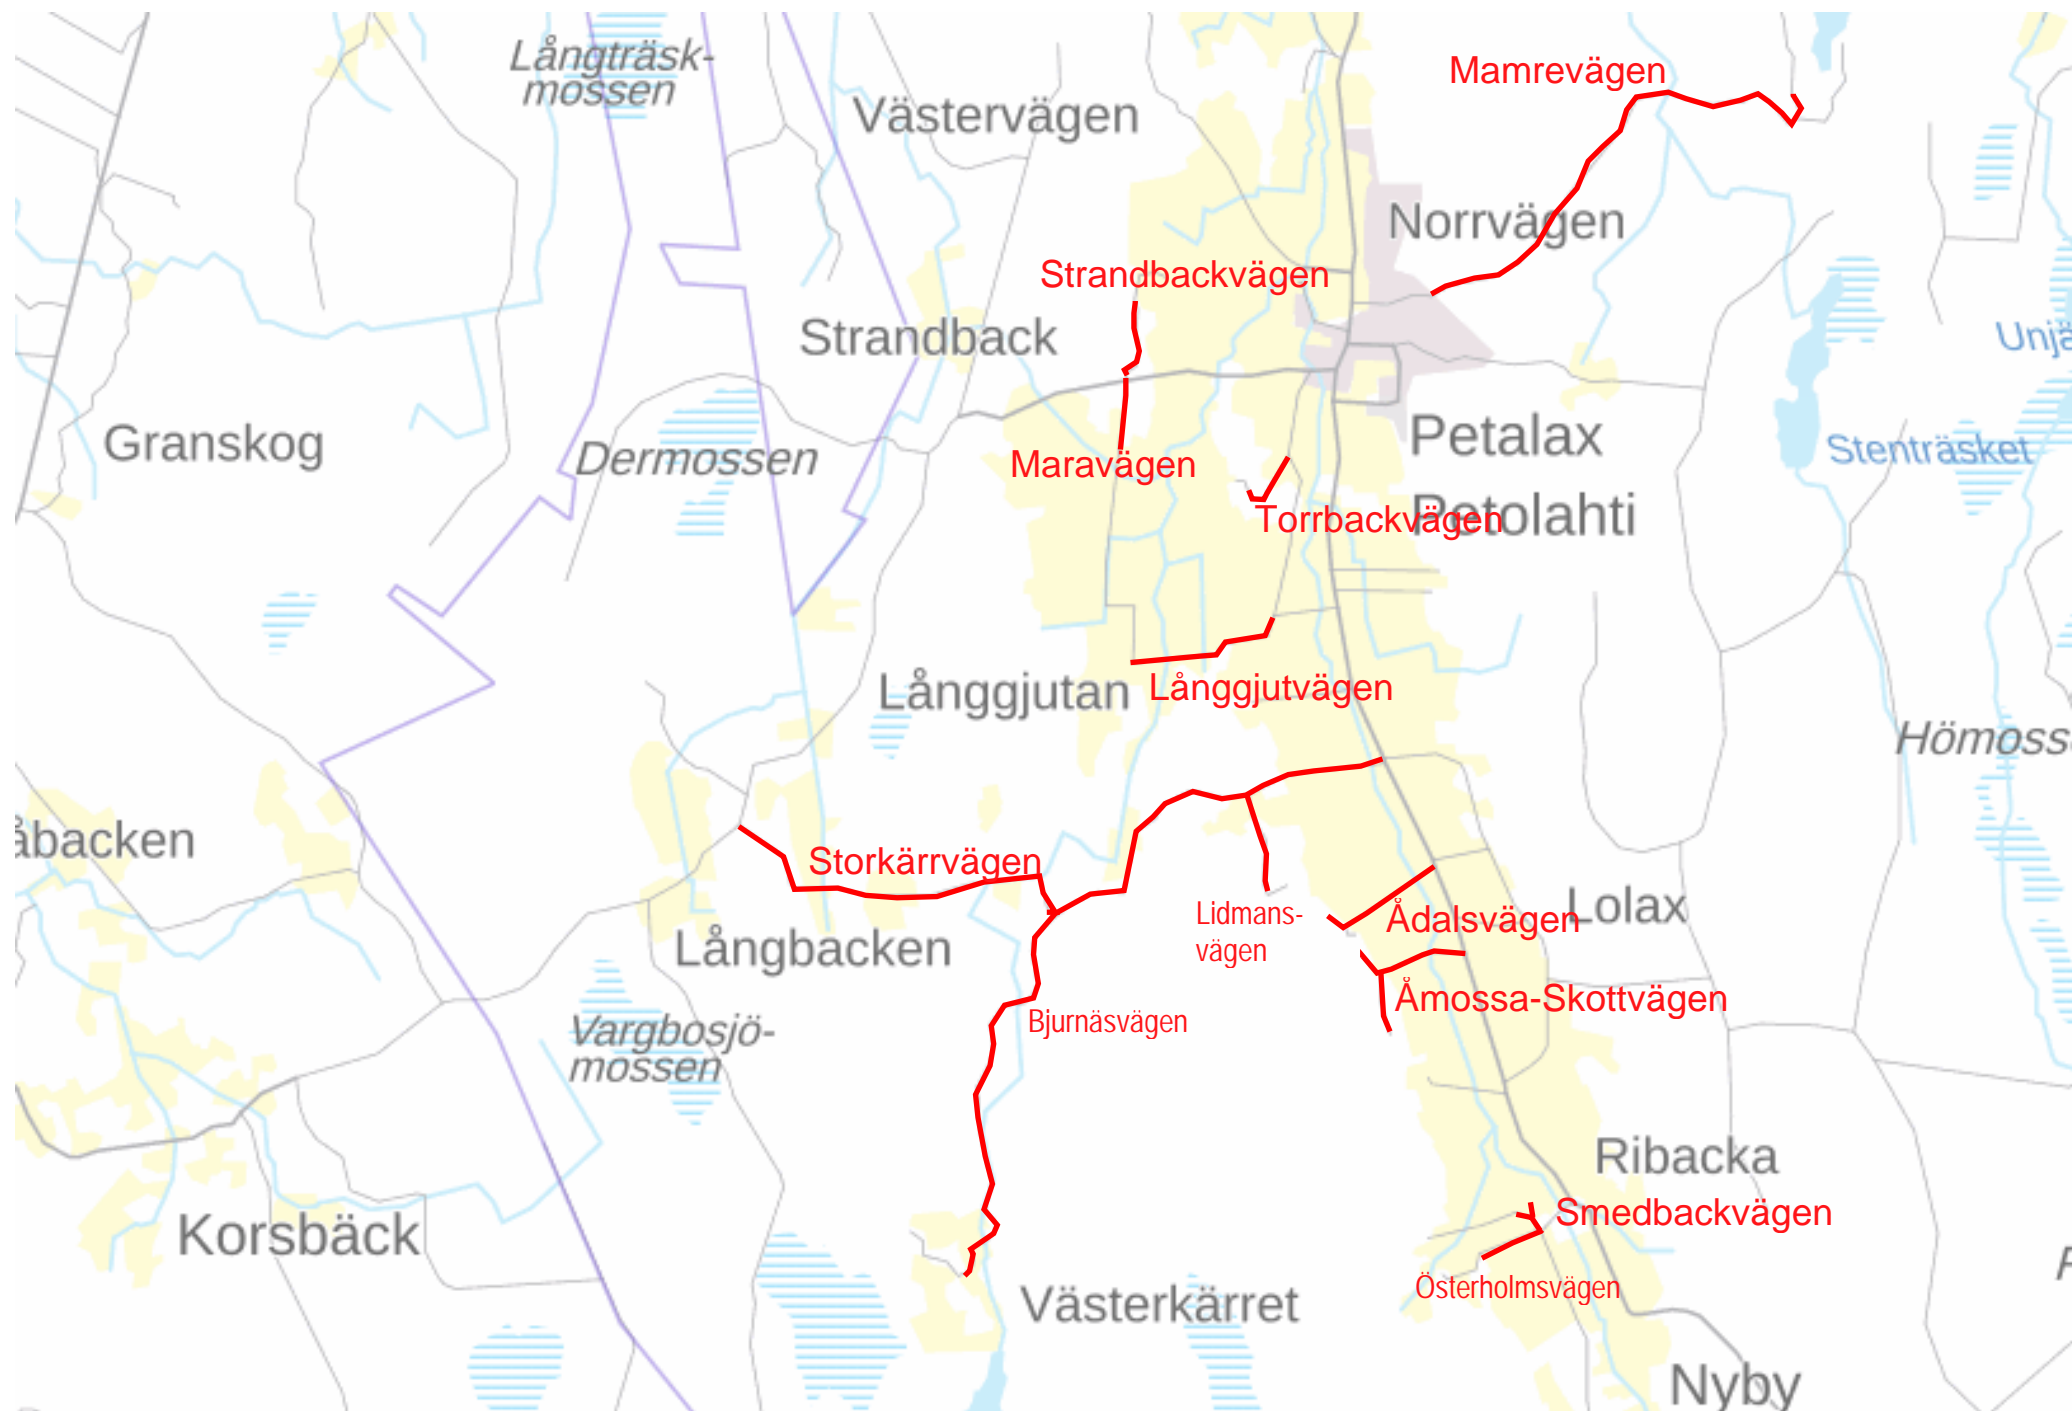 Långträsk-
mossen
Mamrevägen
Västervägen
Norrvägen
Strandbackvägen
Strandback
Unjä
Granskog
Dermossen
Petalax
Stenträsket
Maravägen
Torrbackvägen
Petolahti
Långgjutan
Långgjutvägen
Hömoss
åbacken
Storkärrvägen
Lidmans-
vägen
Ådalsvägen
Lolax
Långbacken
Åmossa-Skottvägen
Bjurnäsvägen
Vargbosjö-
mossen
Ribacka
Smedbackvägen
Korsbäck
Österholmsvägen
Västerkärret
Nyby